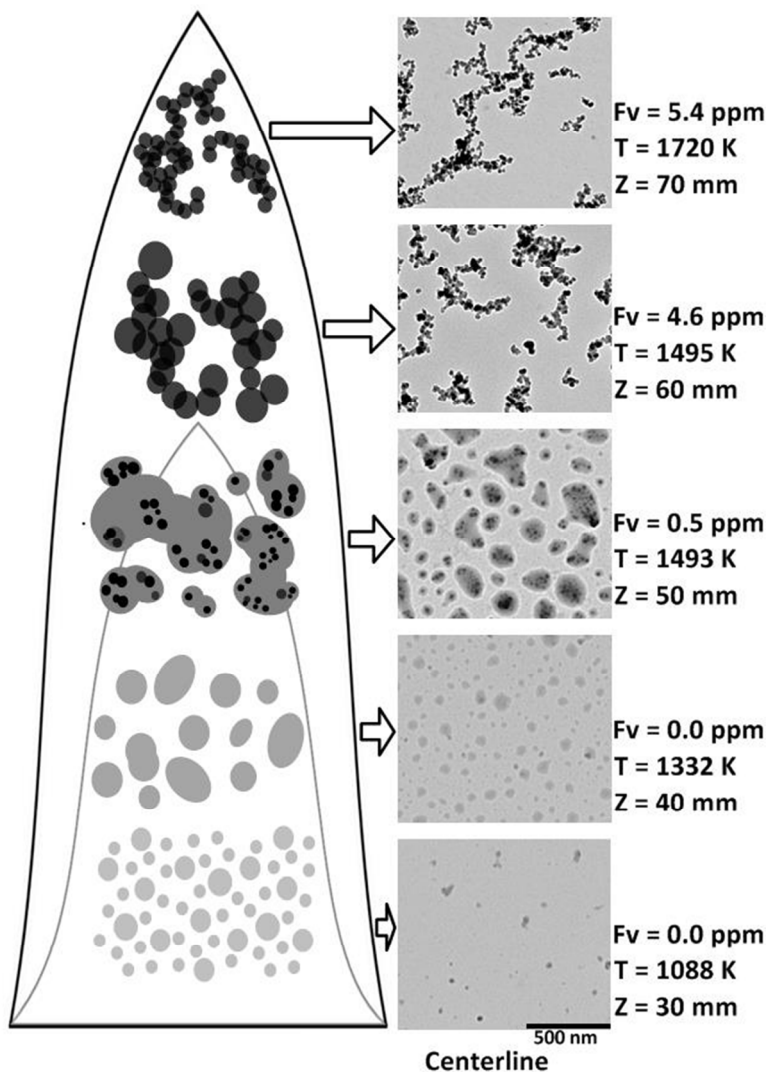 Fv = 5.4 ppm
T = 1720 K
Z = 70 mm
Fv = 4.6 ppm
T = 1495 K
Z = 60 mm
Fv = 0.5 ppm
T = 1493 K
Z = 50 mm
Fv = 0.0 ppm
T = 1332 K
Z = 40 mm
Fv = 0.0 ppm
T = 1088 K
Z = 30 mm
500 nm
Centerline